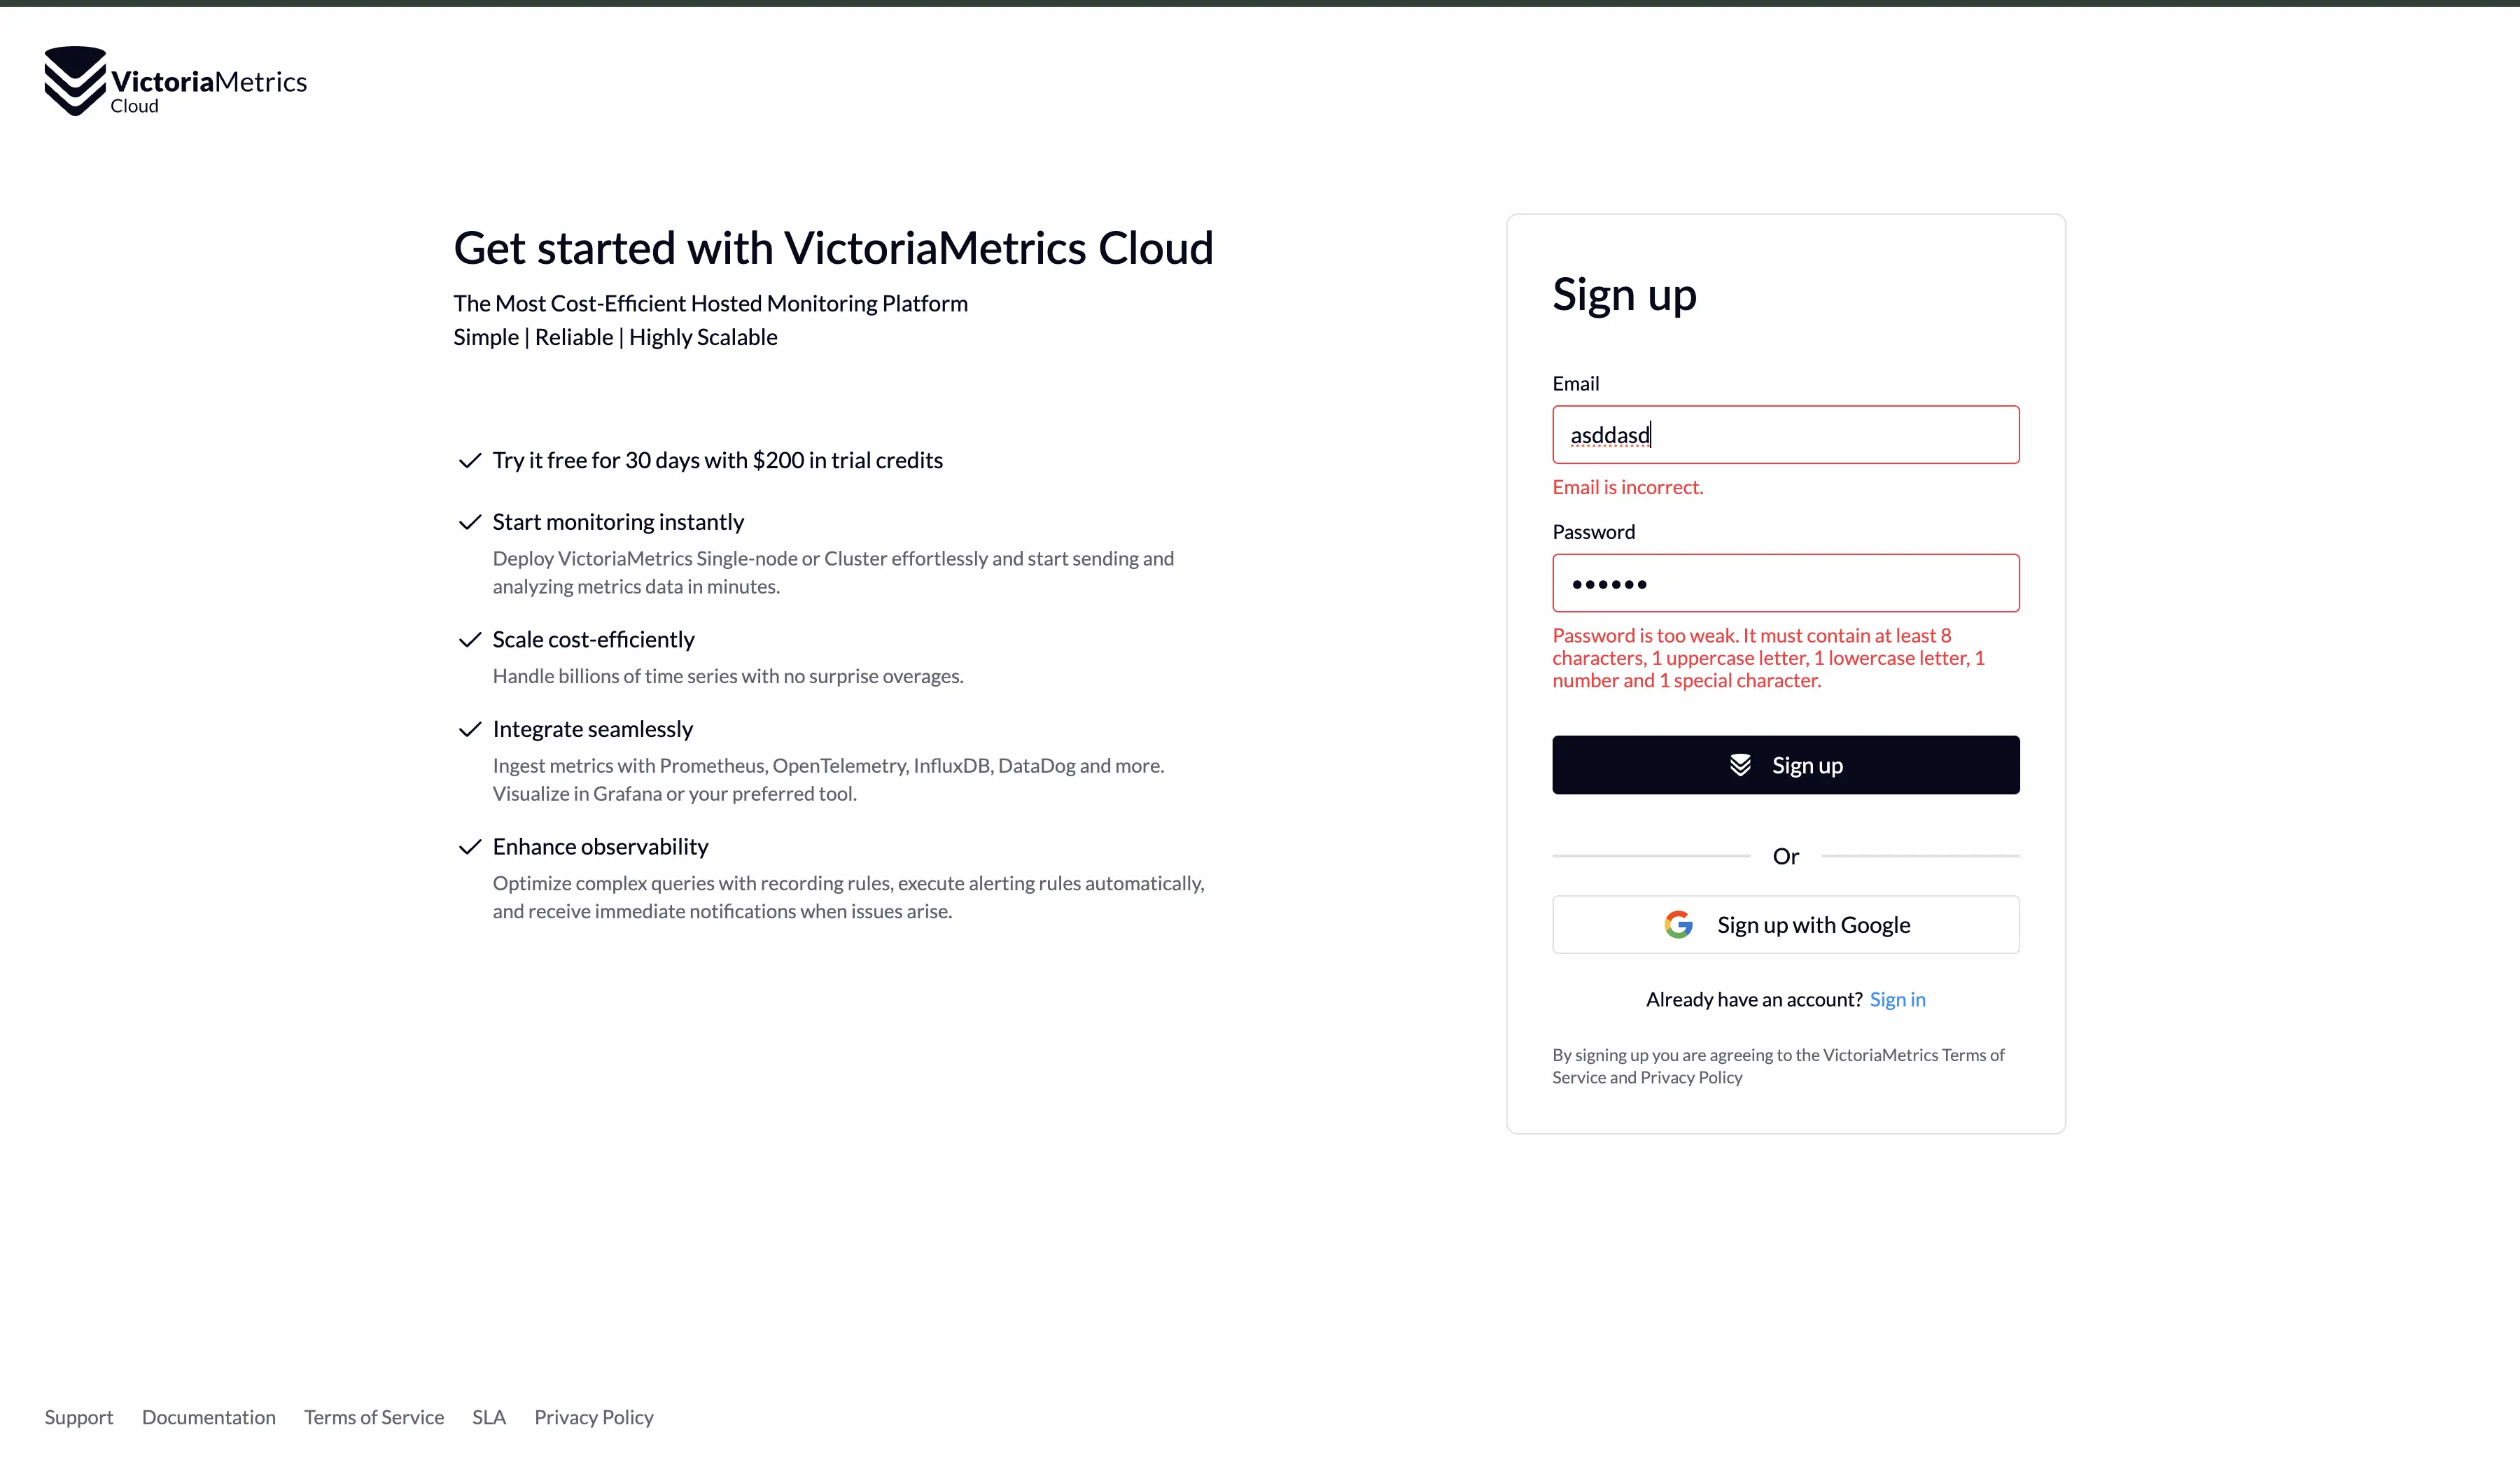 VictoriaMetrics
Cloud
Get started with VictoriaMetrics Cloud
The Most Cost-Efficient Hosted Monitoring Platform
Simple | Reliable | Highly Scalable
Try it free for 30 days with $200 in trial credits
Start monitoring instantly
Deploy VictoriaMetrics Single-node or Cluster effortlessly and start sending and
analyzing metrics data in minutes.
Scale cost-efficiently
Handle billions of time series with no surprise overages.
Integrate seamlessly
Ingest metrics with Prometheus, OpenTelemetry, InfluxDB, DataDog and more.
Visualize in Grafana or your preferred tool.
Enhance observability
Optimize complex queries with recording rules, execute alerting rules automatically,
and receive immediate notifications when issues arise.
Sign up
Email
asddasd
Email is incorrect.
Password
••••••
Password is too weak. It must contain at least 8
characters, 1 uppercase letter, 1 lowercase letter, 1
number and 1 special character.
Sign up
Or
Sign up with Google
Already have an account? Sign in
By signing up you are agreeing to the VictoriaMetrics Terms of
Service and Privacy Policy
Support Documentation Terms of Service SLA Privacy Policy